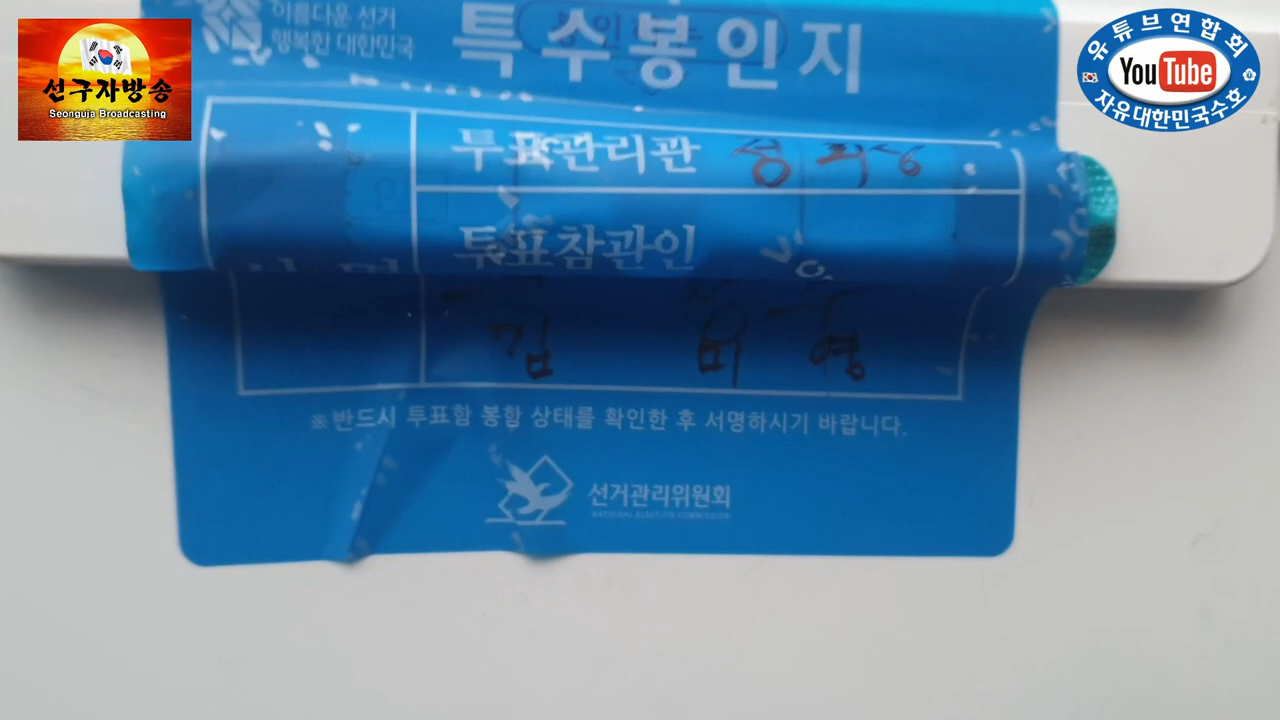 선구자방송
Seonguja Broadcasting
아름다운 선거
행복한 대한민국
특수봉인지
유튜브연합회
YouTube
자유대한민국수호
투표관리관
투표참관인
※반드시 투표함 봉함 상태를 확인한 후 서명하시기 바랍니다.
선거관리위원회
NATIONAL ELECTION COMMISSION